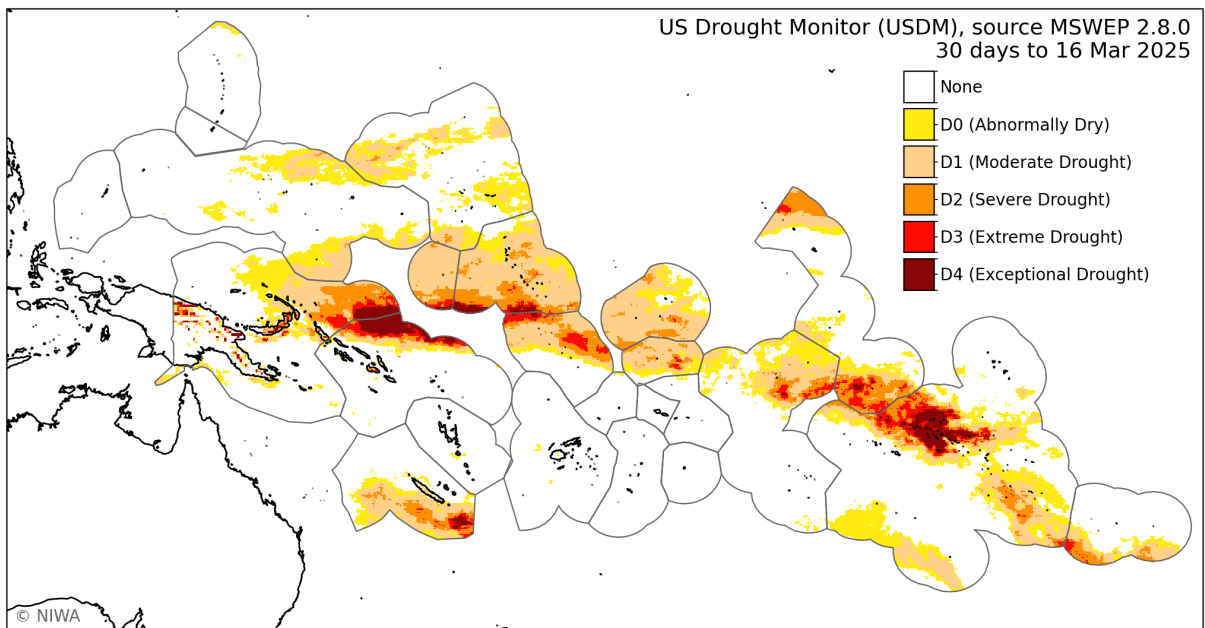 US Drought Monitor (USDM), source MSWEP 2.8.0
30 days to 16 Mar 2025
None
D0 (Abnormally Dry)
D1 (Moderate Drought)
D2 (Severe Drought)
D3 (Extreme Drought)
D4 (Exceptional Drought)
© NIWA